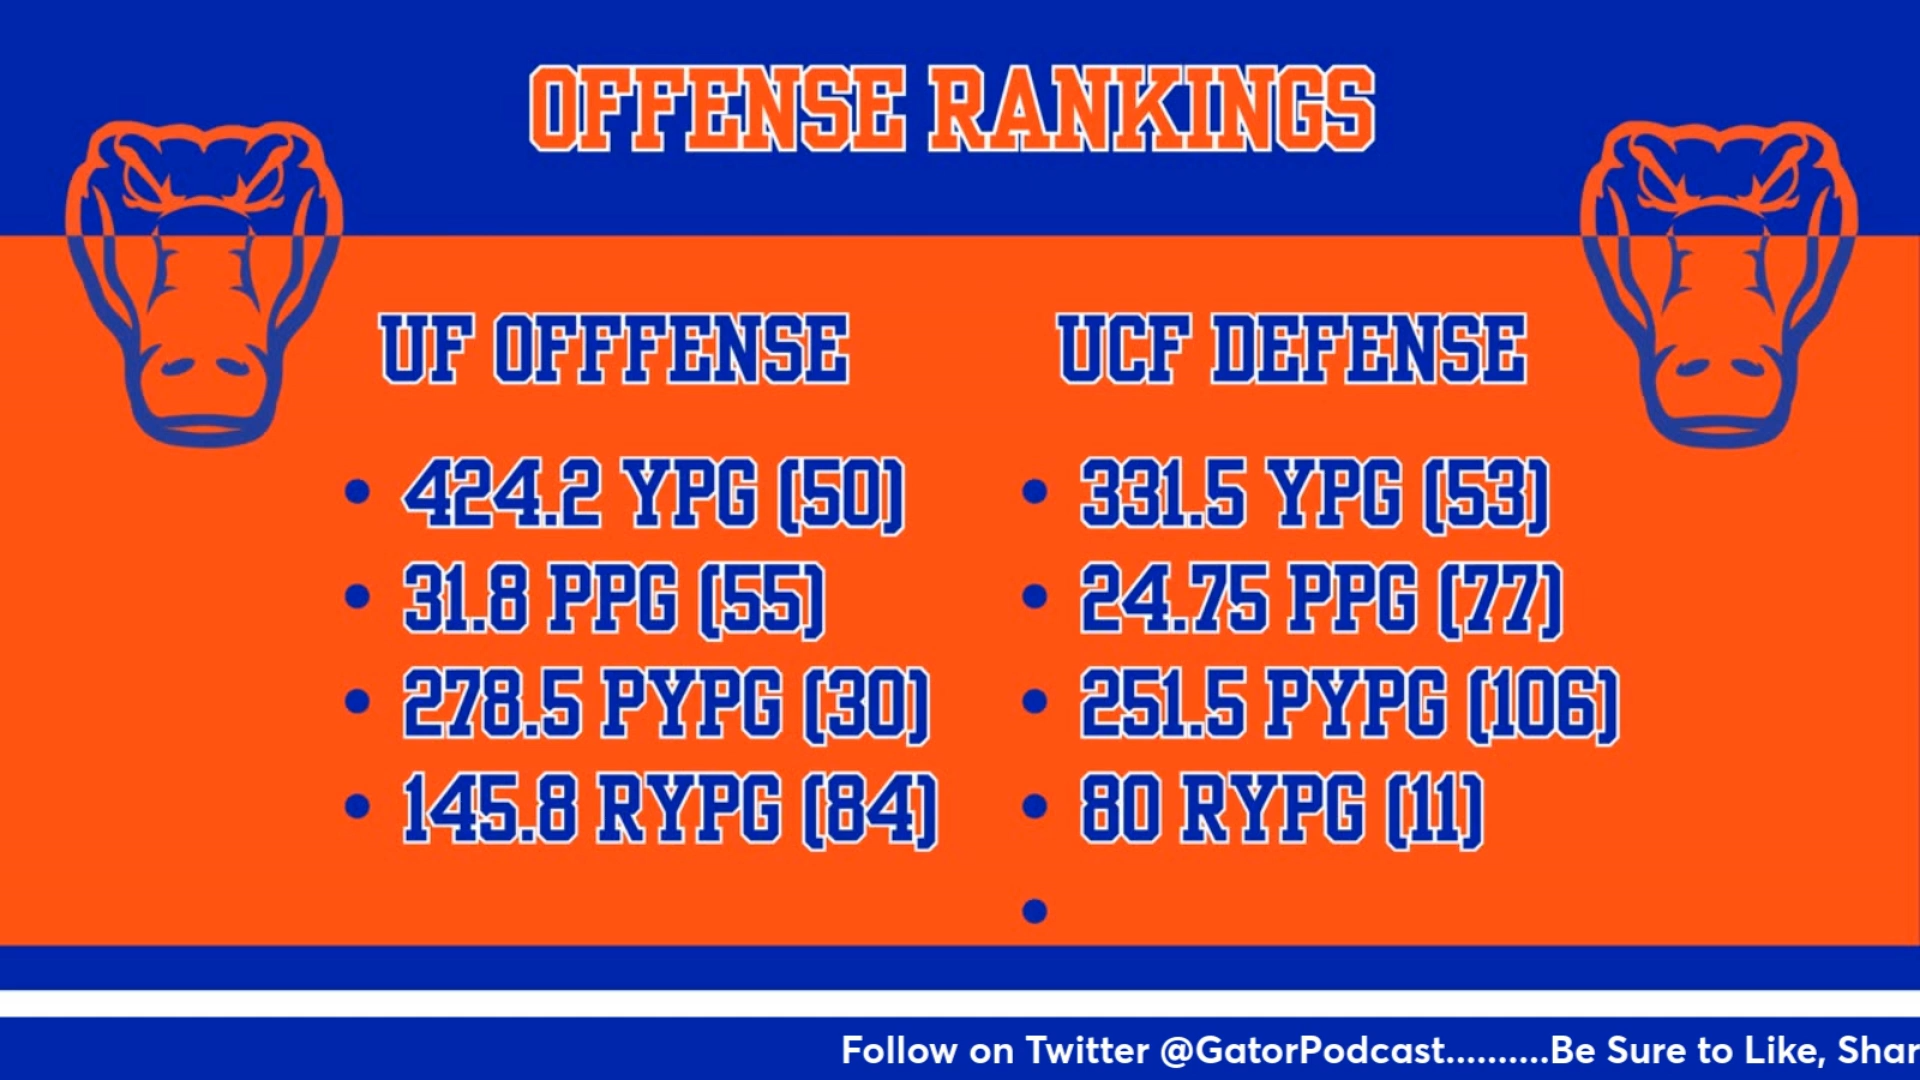 OFFENSE RANKINGS
UF OFFFENSE
• 424.2 YPG (50)
• 31.8 PPG (55)
• 278.5 PYPG (30)
• 145.8 RYPG (84)
UCF DEFENSE
• 331.5 YPG (53)
• 24.75 PPG (77)
• 251.5 PYPG (106)
• 80 RYPG (11)
•
Follow on Twitter @GatorPodcast..........Be Sure to Like, Shar